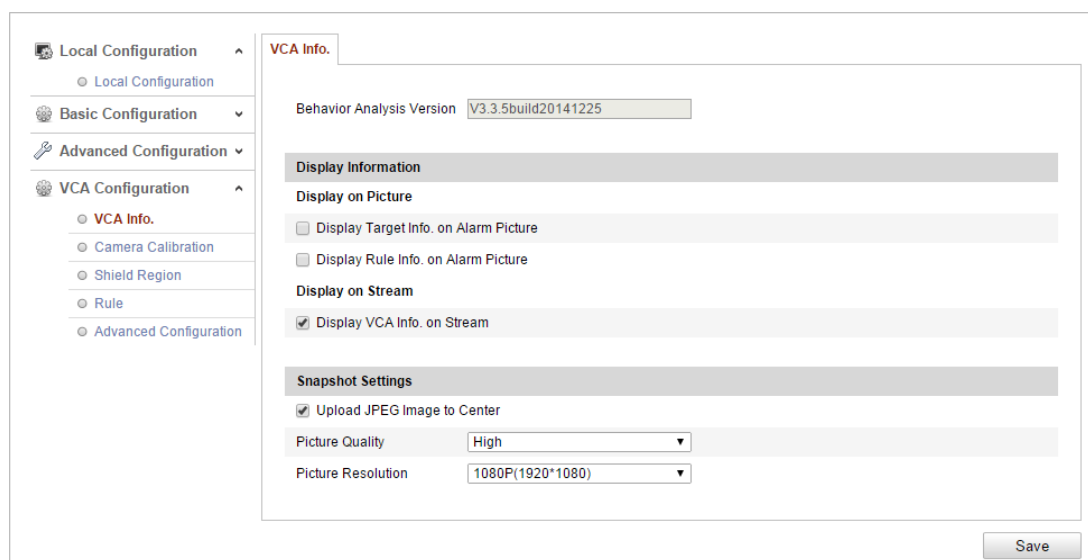 Local Configuration
Local Configuration
Basic Configuration
Advanced Configuration
VCA Configuration
VCA Info.
Camera Calibration
Shield Region
Rule
Advanced Configuration
VCA Info.
Behavior Analysis Version V3.3.5build20141225
Display Information
Display on Picture
Display Target Info. on Alarm Picture
Display Rule Info. on Alarm Picture
Display on Stream
Display VCA Info. on Stream
Snapshot Settings
Upload JPEG Image to Center
Picture Quality High
Picture Resolution 1080P(1920*1080)
Save